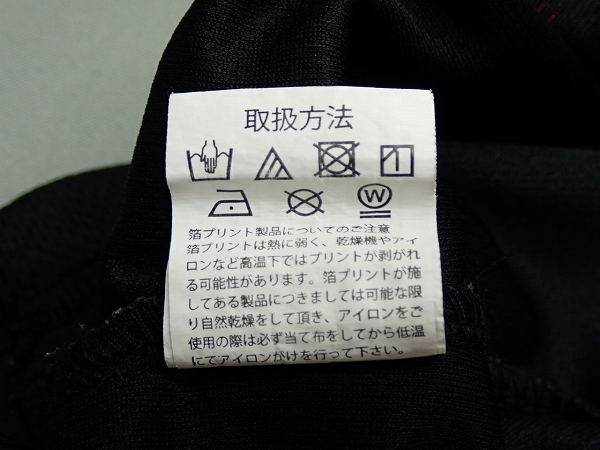 取扱方法
W
箔プリント製品についてのご注意
箔プリントは熱に弱く、乾燥機やアイ
ロンなど高温下ではプリントが剥がれ
る可能性があります。箔プリントが施
してある製品につきましては可能な限
り自然乾燥をして頂き、アイロンをご
使用の際は必ず当て布をしてから低温
にてアイロンがけを行って下さい。